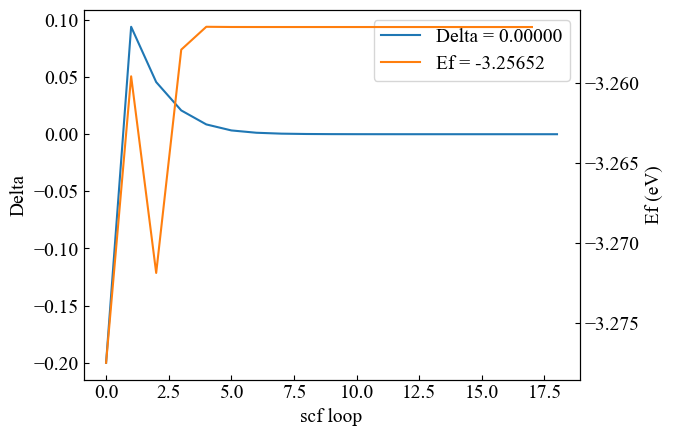 Delta = 0.00000
Ef = -3.25652
0.10
0.05
0.00
−0.05
−0.10
−0.15
−0.20
Delta
−3.260
−3.265
−3.270
−3.275
Ef (eV)
0.0 2.5 5.0 7.5 10.0 12.5 15.0 17.5
scf loop